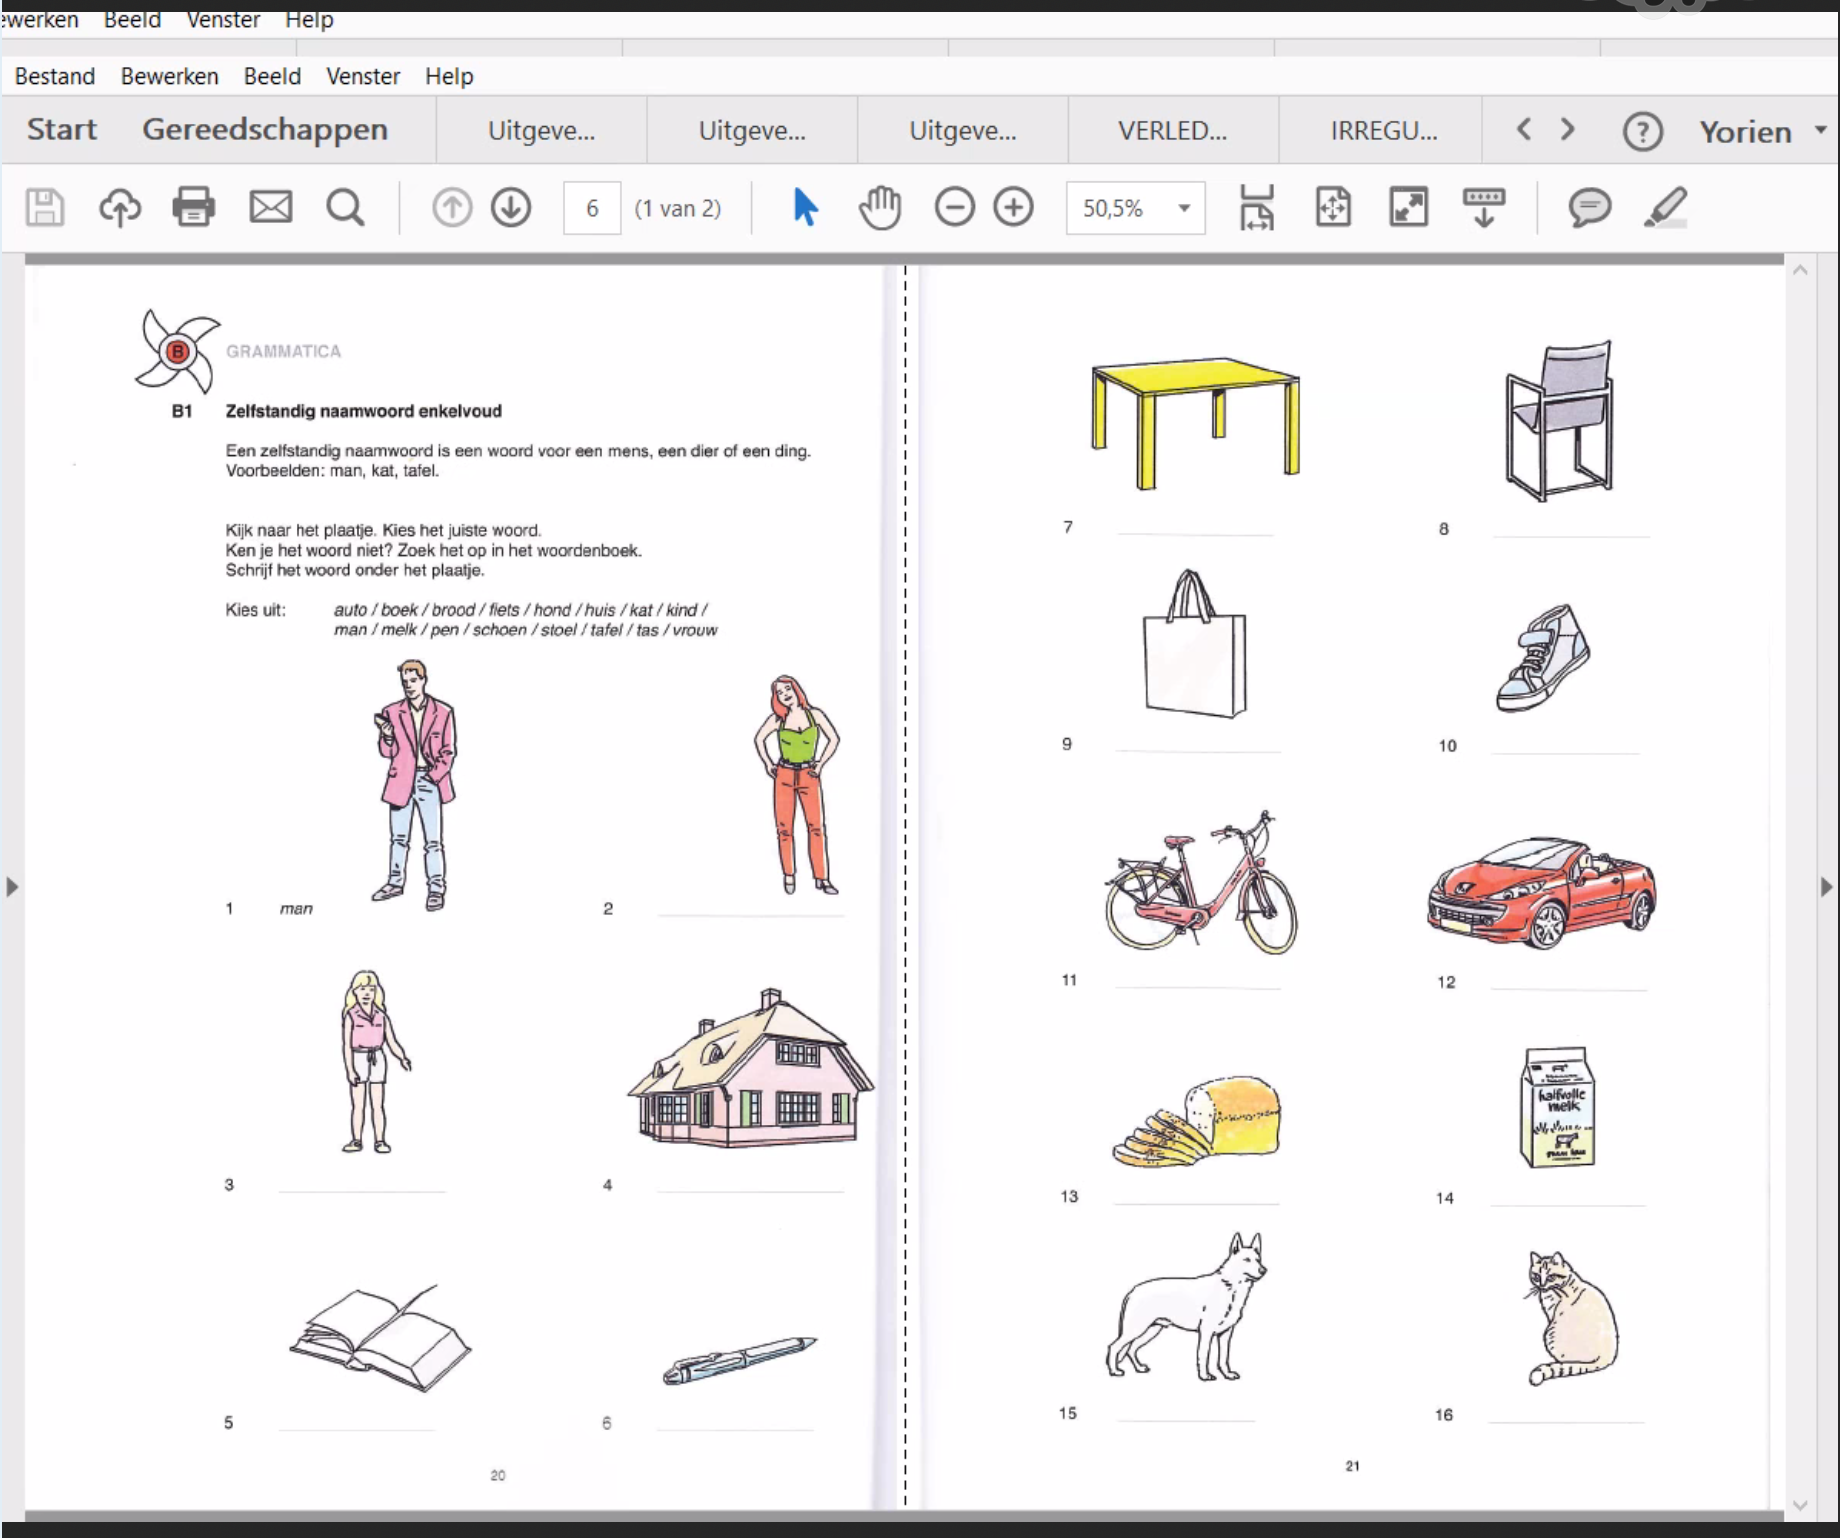 ewerken Beeld Venster Help
Bestand Bewerken Beeld Venster Help
Start Gereedschappen Uitgeve... Uitgeve... Uitgeve... VERLED... IRREGU... Yorien
6 (1 van 2) 50,5%
B GRAMMATICA
B1 Zelfstandig naamwoord enkelvoud
Een zelfstandig naamwoord is een woord voor een mens, een dier of een ding.
Voorbeelden: man, kat, tafel.
Kijk naar het plaatje. Kies het juiste woord.
Ken je het woord niet? Zoek het op in het woordenboek.
Schrijf het woord onder het plaatje.
Kies uit: auto / boek / brood / fiets / hond / huis / kat / kind /
man / melk / pen / schoen / stoel / tafel / tas / vrouw
1 man
2
3
4
5
6
20
7
8
9
10
11
12
13
halfvolle
melk
14
15
16
21